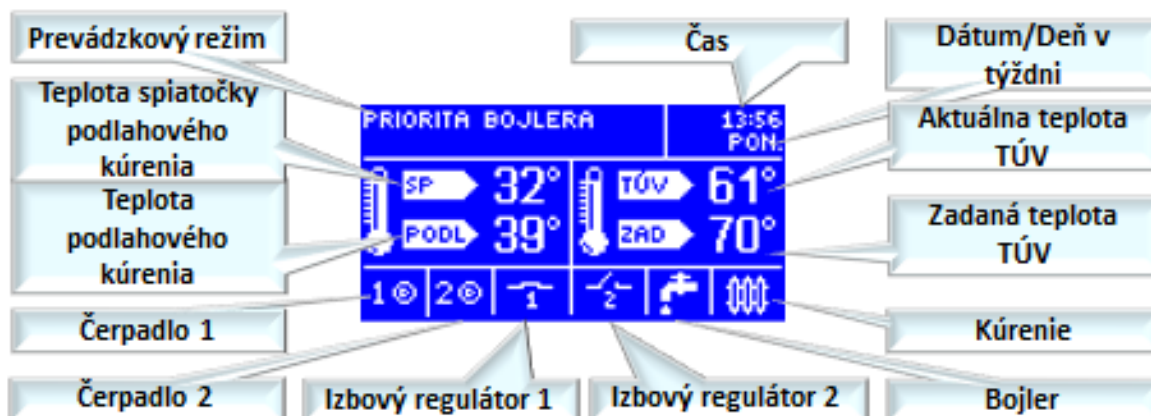 Prevádzkový režim
Čas
Dátum/Deň v
týždni
Teplota spiatočky
podlahového
kúrenia
Aktuálna teplota
TÚV
Teplota
podlahového
kúrenia
Zadaná teplota
TÚV
PRIORITA BOJLERA
13:56
PON.
SP 32° TÚV 61°
PODL 39° ZAD 70°
1 2 1 2
Čerpadlo 1
Kúrenie
Čerpadlo 2
Izbový regulátor 1
Izbový regulátor 2
Bojler